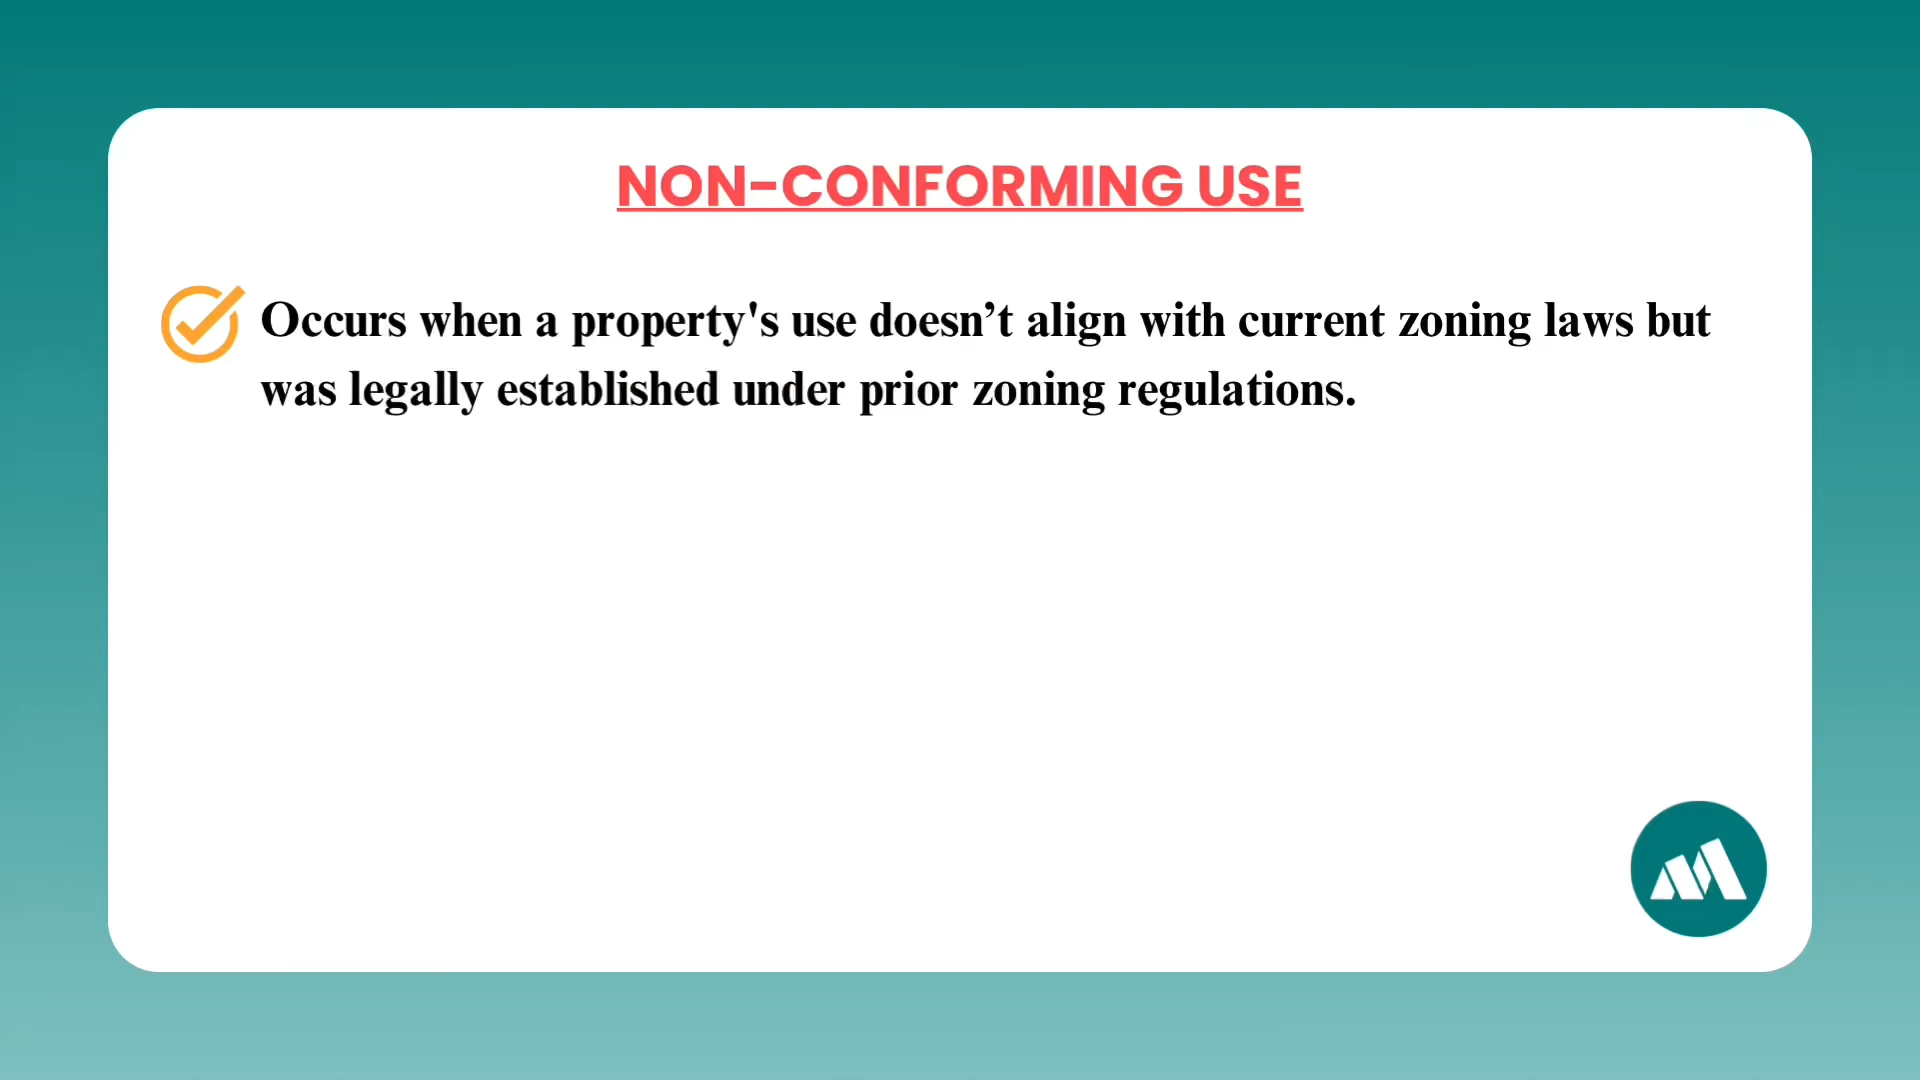 NON-CONFORMING USE
Occurs when a property's use doesn’t align with current zoning laws but
was legally established under prior zoning regulations.